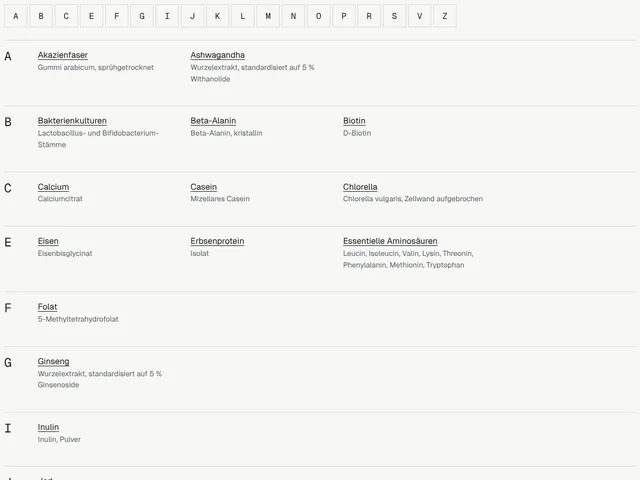 A B C E F G I J K L M N O P R S V Z
A
Akazienfaser
Gummi arabicum, sprühgetrocknet
Ashwagandha
Wurzelextrakt, standardisiert auf 5 %
Withanolide
B
Bakterienkulturen
Lactobacillus- und Bifidobacterium-
Stämme
Beta-Alanin
Beta-Alanin, kristallin
Biotin
D-Biotin
C
Calcium
Calciumcitrat
Casein
Mizellares Casein
Chlorella
Chlorella vulgaris, Zellwand aufgebrochen
E
Eisen
Eisenbisglycinat
Erbsenprotein
Isolat
Essentielle Aminosäuren
Leucin, Isoleucin, Valin, Lysin, Threonin,
Phenylalanin, Methionin, Tryptophan
F
Folat
5-Methyltetrahydrofolat
G
Ginseng
Wurzelextrakt, standardisiert auf 5 %
Ginsenoside
I
Inulin
Inulin, Pulver